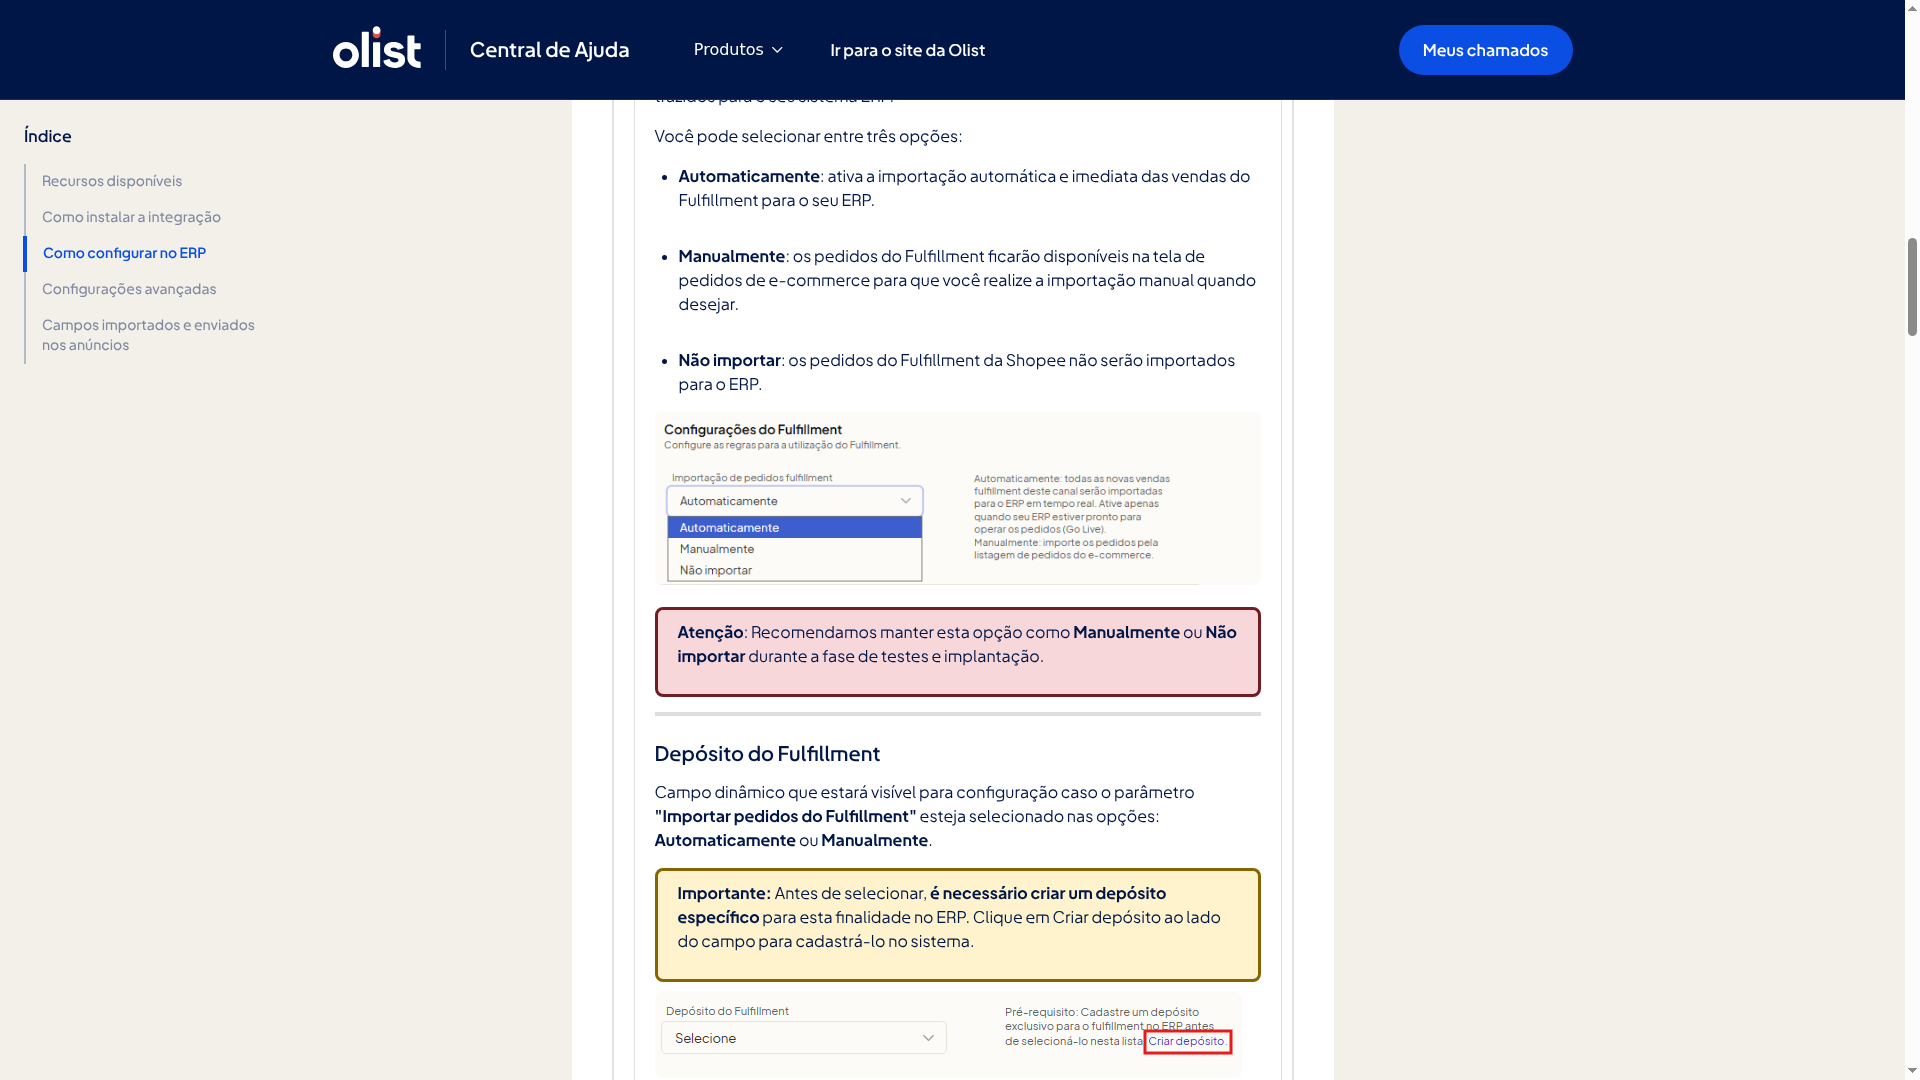 olist
Central de Ajuda
Produtos
Ir para o site da Olist
Meus chamados
Índice
Recursos disponíveis
Como instalar a integração
Como configurar no ERP
Configurações avançadas
Campos importados e enviados
nos anúncios
Você pode selecionar entre três opções:
Automaticamente: ativa a importação automática e imediata das vendas do
Fulfillment para o seu ERP.
Manualmente: os pedidos do Fulfillment ficarão disponíveis na tela de
pedidos de e-commerce para que você realize a importação manual quando
desejar.
Não importar: os pedidos do Fulfillment da Shopee não serão importados
para o ERP.
Configurações do Fulfillment
Configure as regras para a utilização do Fulfillment.
Importação de pedidos fulfillment
Automaticamente
Automaticamente
Manualmente
Não importar
Automaticamente: todas as novas vendas
fulfillment deste canal serão importadas
para o ERP em tempo real. Ative apenas
quando seu ERP estiver pronto para
operar os pedidos (Go Live).
Manualmente: importe os pedidos pela
listagem de pedidos do e-commerce.
Atenção: Recomendamos manter esta opção como Manualmente ou Não
importar durante a fase de testes e implantação.
Depósito do Fulfillment
Campo dinâmico que estará visível para configuração caso o parâmetro
"Importar pedidos do Fulfillment" esteja selecionado nas opções:
Automaticamente ou Manualmente.
Importante: Antes de selecionar, é necessário criar um depósito
específico para esta finalidade no ERP. Clique em Criar depósito ao lado
do campo para cadastrá-lo no sistema.
Depósito do Fulfillment
Selecione
Pré-requisito: Cadastre um depósito
exclusivo para o fulfillment no ERP antes
de selecioná-lo nesta lista Criar depósito.